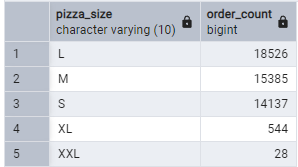 pizza_size order_count
character varying (10) bigint
1 L 18526
2 M 15385
3 S 14137
4 XL 544
5 XXL 28